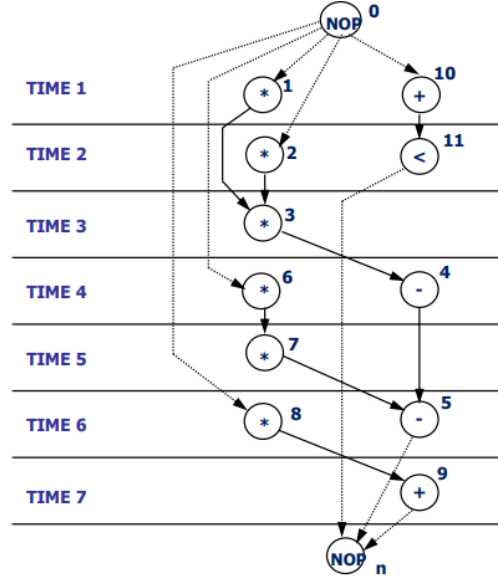 NOP 0
TIME 1 * 1 + 10
TIME 2 * 2 < 11
TIME 3 * 3
TIME 4 * 6 - 4
TIME 5 * 7
TIME 6 * 8 - 5
TIME 7 + 9
NOP n